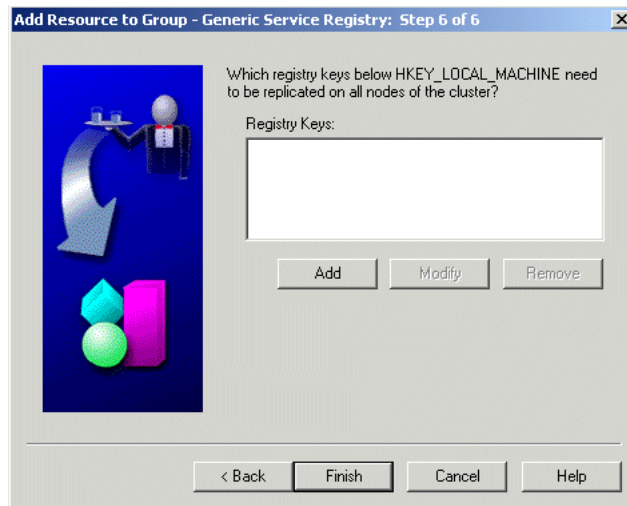 Add Resource to Group - Generic Service Registry: Step 6 of 6
Which registry keys below HKEY_LOCAL_MACHINE need
to be replicated on all nodes of the cluster?
Registry Keys:
Add Modify Remove
< Back Finish Cancel Help